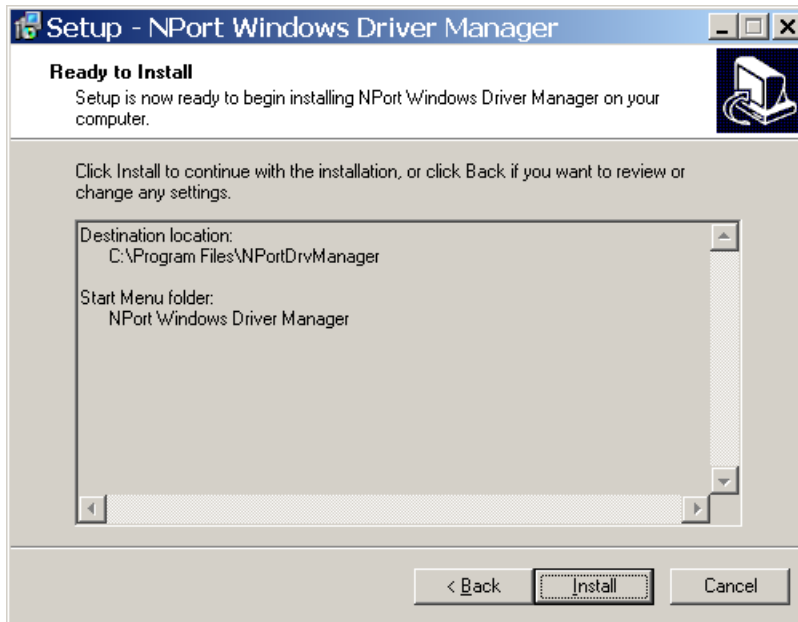 Setup - NPort Windows Driver Manager
Ready to Install
Setup is now ready to begin installing NPort Windows Driver Manager on your
computer.
Click Install to continue with the installation, or click Back if you want to review or
change any settings.
Destination location:
C:\Program Files\NPortDrvManager
Start Menu folder:
NPort Windows Driver Manager
< Back
Install
Cancel